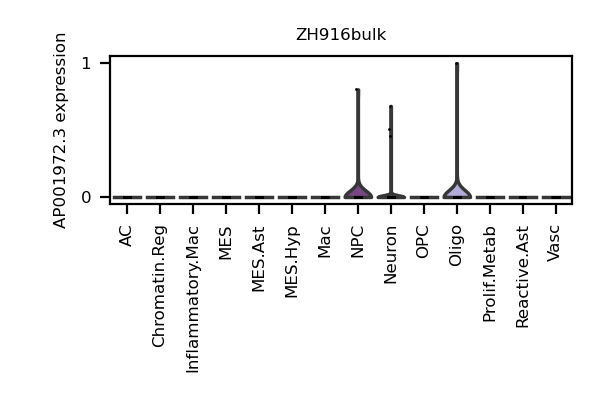 ZH916bulk
AP001972.3 expression
1
0
AC
Chromatin.Reg
Inflammatory.Mac
MES
MES.Ast
MES.Hyp
Mac
NPC
Neuron
OPC
Oligo
Prolif.Metab
Reactive.Ast
Vasc